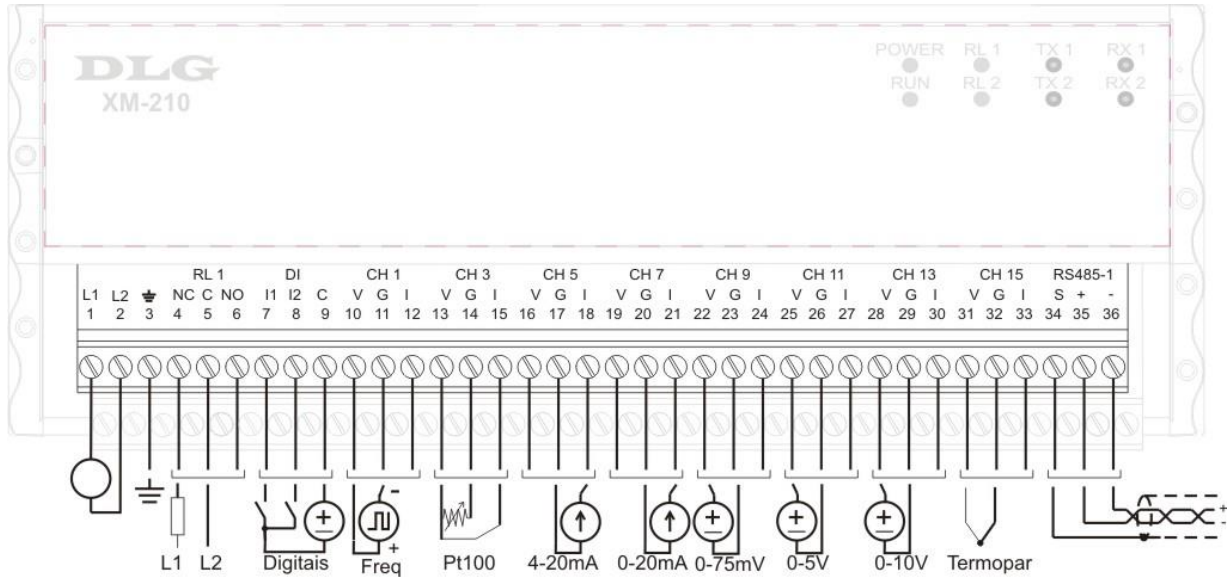 DLG
XM-210
POWER RL 1 TX 1 RX 1
RUN RL 2 TX 2 RX 2
RL 1 DI CH 1 CH 3 CH 5 CH 7 CH 9 CH 11 CH 13 CH 15 RS485-1
L1 L2 NC C NO I1 I2 C V G I V G I V G I V G I V G I V G I V G I V G I S + -
1 2 3 4 5 6 7 8 9 10 11 12 13 14 15 16 17 18 19 20 21 22 23 24 25 26 27 28 29 30 31 32 33 34 35 36
L1 L2 Digitais Freq Pt100 4-20mA 0-20mA 0-75mV 0-5V 0-10V Termopar